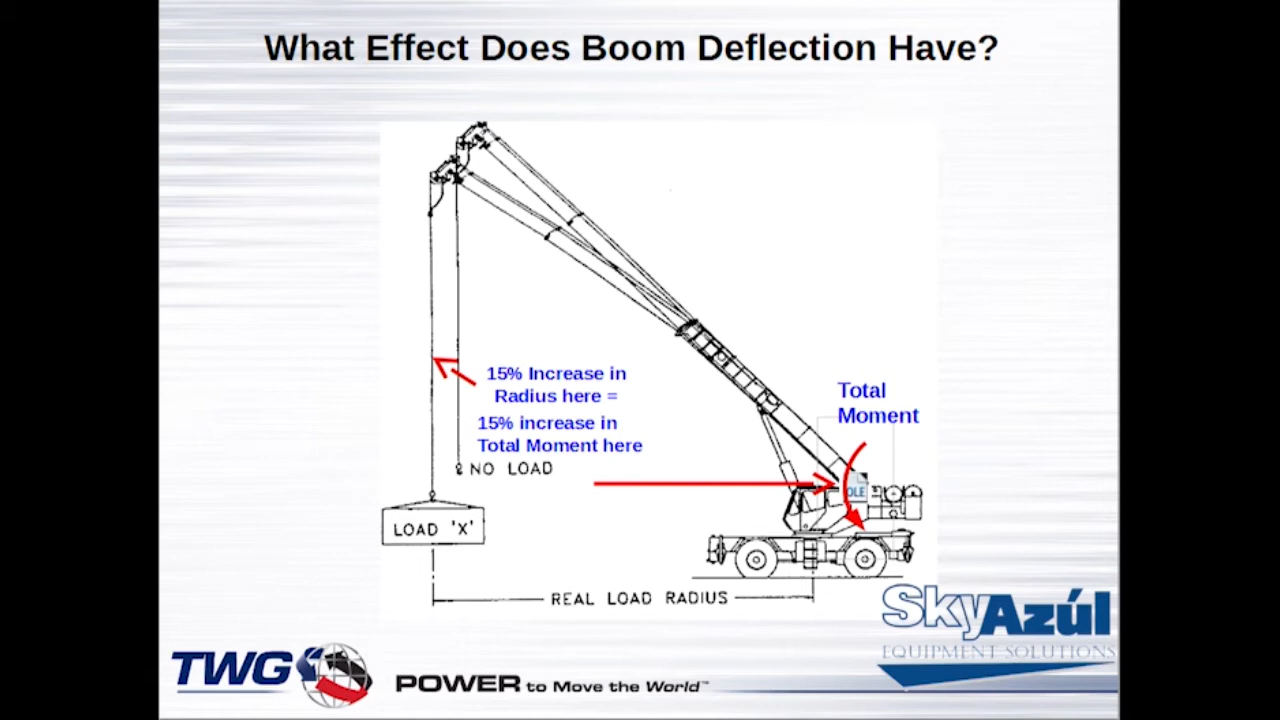 What Effect Does Boom Deflection Have?
15% Increase in
Radius here =
15% increase in
Total Moment here
Total
Moment
NO LOAD
OLE
LOAD 'X'
REAL LOAD RADIUS
SkyAzúl
EQUIPMENT SOLUTIONS
TWG
POWER to Move the World™